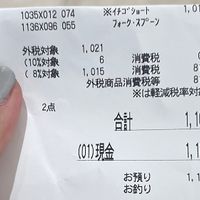 1035X012 074 ※ｲﾁｺﾞｼｮｰﾄ
1136X096 055 ﾌｫｰｸ･ｽﾌﾟｰﾝ
外税対象 1,021
(10%対象 6 消費税
( 8%対象 1,015 消費税 8
外税商品消費税等 8
※は軽減税率対
2点
合計
(01)現金
お預り
お釣り